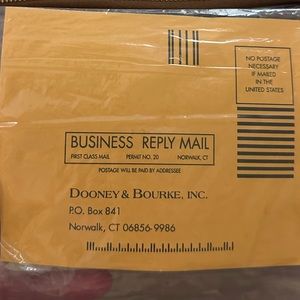 NO POSTAGE
NECESSARY
IF MAILED
IN THE
UNITED STATES
BUSINESS REPLY MAIL
FIRST CLASS MAIL PERMIT NO. 20 NORWALK, CT
POSTAGE WILL BE PAID BY ADDRESSEE
DOONEY & BOURKE, INC.
P.O. Box 841
Norwalk, CT 06856-9986